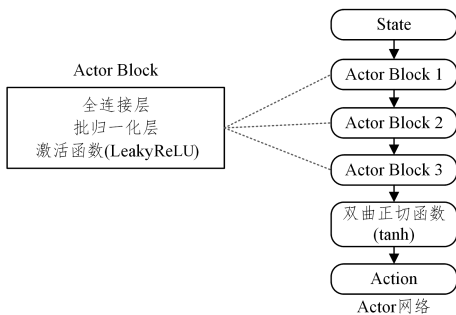 Actor Block
全连接层
批归一化层
激活函数(LeakyReLU)
State
Actor Block 1
Actor Block 2
Actor Block 3
双曲正切函数
(tanh)
Action
Actor网络